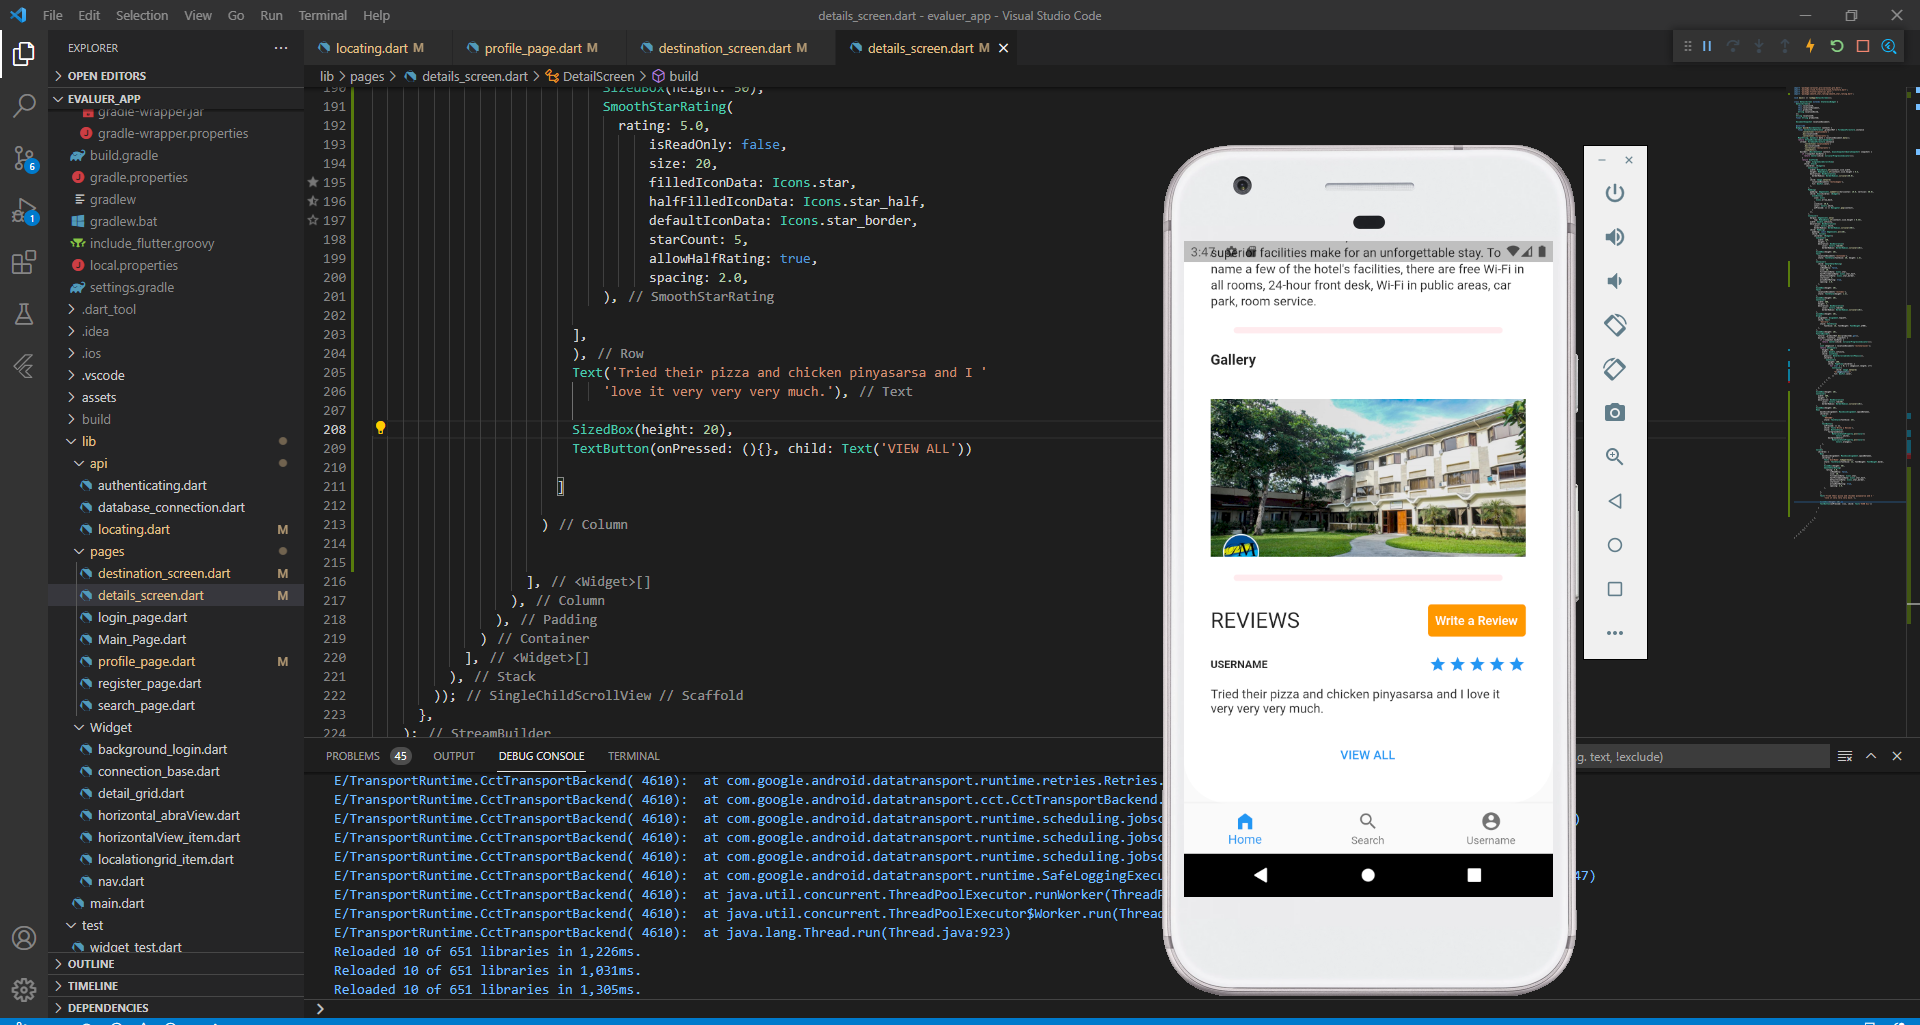 File Edit Selection View Go Run Terminal Help
details_screen.dart - evaluer_app - Visual Studio Code
EXPLORER
OPEN EDITORS
EVALUER_APP
gradle-wrapper.jar
gradle-wrapper.properties
build.gradle
gradle.properties
gradlew
gradlew.bat
include_flutter.groovy
local.properties
settings.gradle
.dart_tool
.idea
.ios
.vscode
assets
build
lib
api
authenticating.dart
database_connection.dart
locating.dart M
pages
destination_screen.dart M
details_screen.dart M
login_page.dart
Main_Page.dart
profile_page.dart M
register_page.dart
search_page.dart
Widget
background_login.dart
connection_base.dart
detail_grid.dart
horizontal_abraView.dart
horizontalView_item.dart
localationgrid_item.dart
nav.dart
main.dart
test
widget_test.dart
OUTLINE
TIMELINE
DEPENDENCIES
6
1
locating.dart M
profile_page.dart M
destination_screen.dart M
details_screen.dart M
lib > pages > details_screen.dart > DetailScreen > build
190 SizedBox(height: 50),
191 SmoothStarRating(
192 rating: 5.0,
193 isReadOnly: false,
194 size: 20,
195 filledIconData: Icons.star,
196 halfFilledIconData: Icons.star_half,
197 defaultIconData: Icons.star_border,
198 starCount: 5,
199 allowHalfRating: true,
200 spacing: 2.0,
201 ), // SmoothStarRating
202
203 ],
204 ), // Row
205 Text('Tried their pizza and chicken pinyasarsa and I '
206 'love it very very very much.'), // Text
207
208 SizedBox(height: 20),
209 TextButton(onPressed: (){}, child: Text('VIEW ALL'))
210
211 ]
212
213 ) // Column
214
215
216 ], // <Widget>[]
217 ), // Column
218 ), // Padding
219 ) // Container
220 ], // <Widget>[]
221 ), // Stack
222 )); // SingleChildScrollView // Scaffold
223 },
224 ); // StreamBuilder
PROBLEMS 45 OUTPUT DEBUG CONSOLE TERMINAL
g. text, !exclude)
E/TransportRuntime.CctTransportBackend( 4610): at com.google.android.datatransport.runtime.retries.Retries.
E/TransportRuntime.CctTransportBackend( 4610): at com.google.android.datatransport.cct.CctTransportBackend.
E/TransportRuntime.CctTransportBackend( 4610): at com.google.android.datatransport.runtime.scheduling.jobsc
E/TransportRuntime.CctTransportBackend( 4610): at com.google.android.datatransport.runtime.scheduling.jobsc
E/TransportRuntime.CctTransportBackend( 4610): at com.google.android.datatransport.runtime.scheduling.jobsc
E/TransportRuntime.CctTransportBackend( 4610): at com.google.android.datatransport.runtime.SafeLoggingExecu 47)
E/TransportRuntime.CctTransportBackend( 4610): at java.util.concurrent.ThreadPoolExecutor.runWorker(ThreadP
E/TransportRuntime.CctTransportBackend( 4610): at java.util.concurrent.ThreadPoolExecutor$Worker.run(Thread
E/TransportRuntime.CctTransportBackend( 4610): at java.lang.Thread.run(Thread.java:923)
Reloaded 10 of 651 libraries in 1,226ms.
Reloaded 10 of 651 libraries in 1,031ms.
Reloaded 10 of 651 libraries in 1,305ms.
3:47
superior facilities make for an unforgettable stay. To
name a few of the hotel's facilities, there are free Wi-Fi in
all rooms, 24-hour front desk, Wi-Fi in public areas, car
park, room service.
Gallery
REVIEWS
Write a Review
USERNAME
Tried their pizza and chicken pinyasarsa and I love it
very very very much.
VIEW ALL
Home
Search
Username